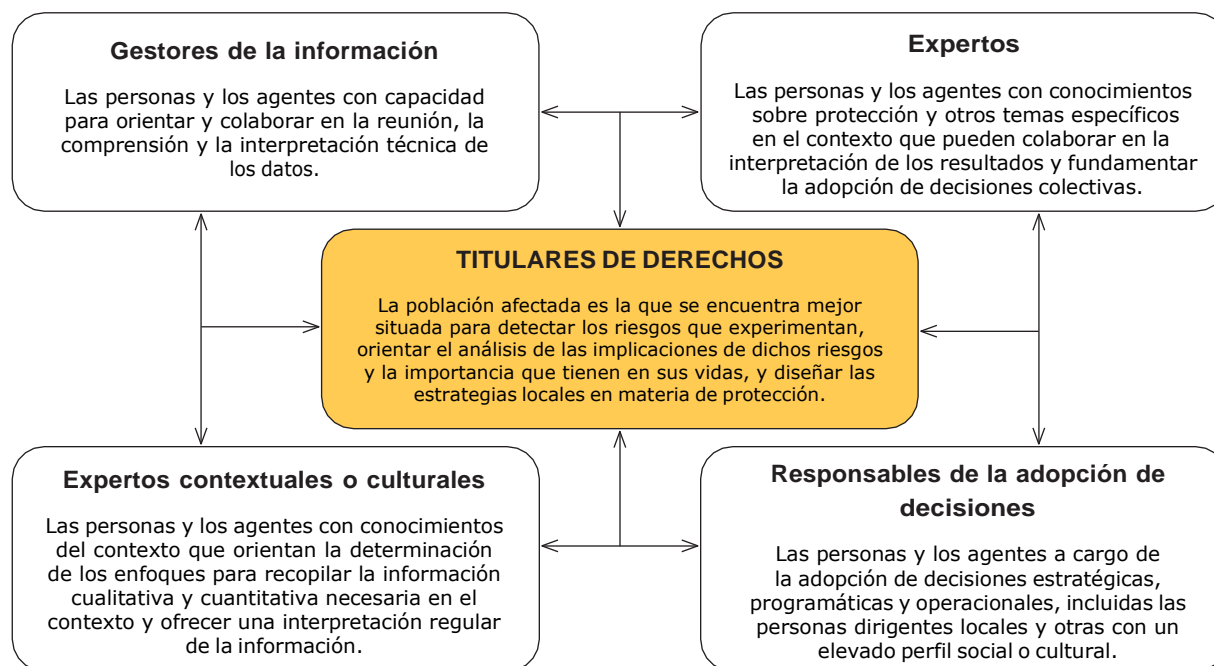 Gestores de la información
Las personas y los agentes con capacidad
para orientar y colaborar en la reunión, la
comprensión y la interpretación técnica de
los datos.
Expertos
Las personas y los agentes con conocimientos
sobre protección y otros temas específicos
en el contexto que pueden colaborar en la
interpretación de los resultados y fundamentar
la adopción de decisiones colectivas.
TITULARES DE DERECHOS
La población afectada es la que se encuentra mejor
situada para detectar los riesgos que experimentan,
orientar el análisis de las implicaciones de dichos riesgos
y la importancia que tienen en sus vidas, y diseñar las
estrategias locales en materia de protección.
Expertos contextuales o culturales
Las personas y los agentes con conocimientos
del contexto que orientan la determinación
de los enfoques para recopilar la información
cualitativa y cuantitativa necesaria en el
contexto y ofrecer una interpretación regular
de la información.
Responsables de la adopción de
decisiones
Las personas y los agentes a cargo de
la adopción de decisiones estratégicas,
programáticas y operacionales, incluidas las
personas dirigentes locales y otras con un
elevado perfil social o cultural.